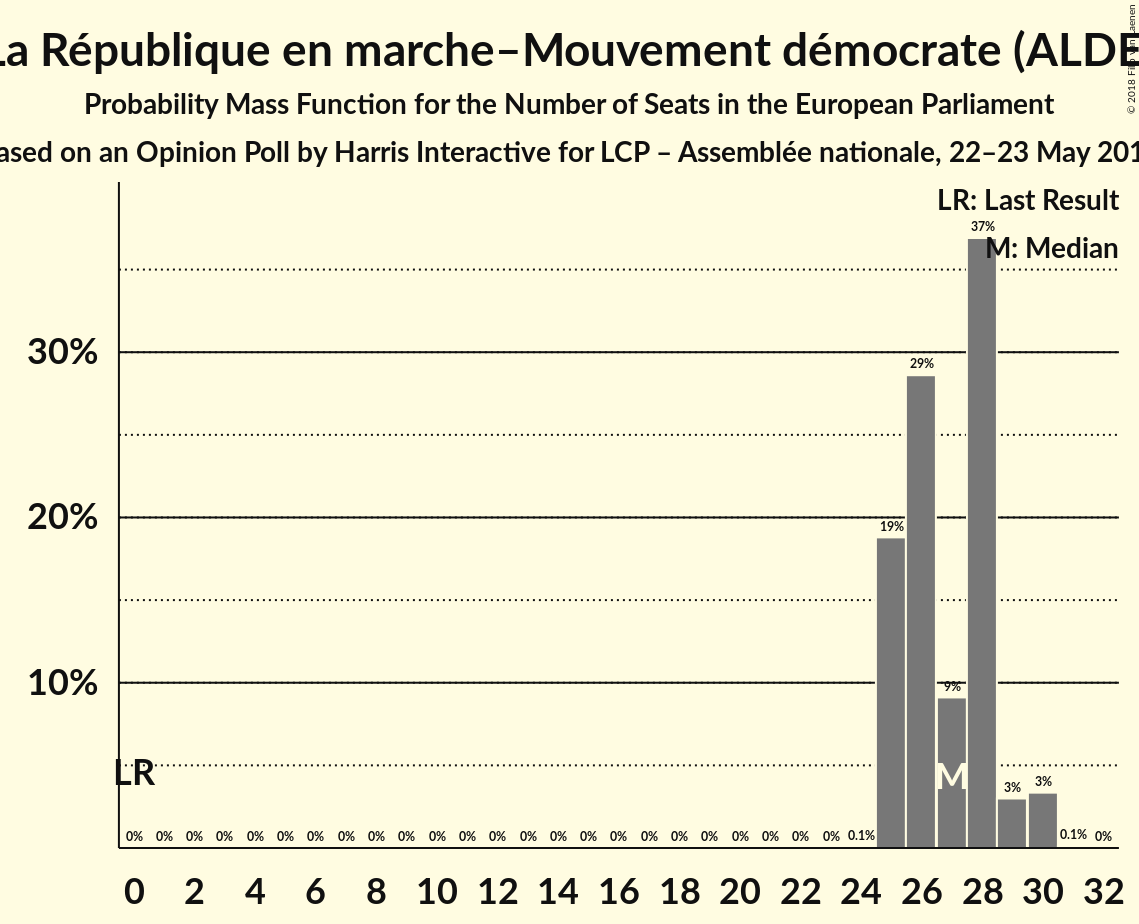 La République en marche–Mouvement démocrate (ALDE
Probability Mass Function for the Number of Seats in the European Parliament
ased on an Opinion Poll by Harris Interactive for LCP – Assemblée nationale, 22–23 May 201
© 2018
LR: Last Result
M: Median
37%
30%
29%
20%
19%
10%
9%
LR
M
3%
3%
0% 0% 0% 0% 0% 0% 0% 0% 0% 0% 0% 0% 0% 0% 0% 0% 0% 0% 0% 0% 0% 0% 0% 0% 0.1% 0.1% 0%
0 2 4 6 8 10 12 14 16 18 20 22 24 26 28 30 32